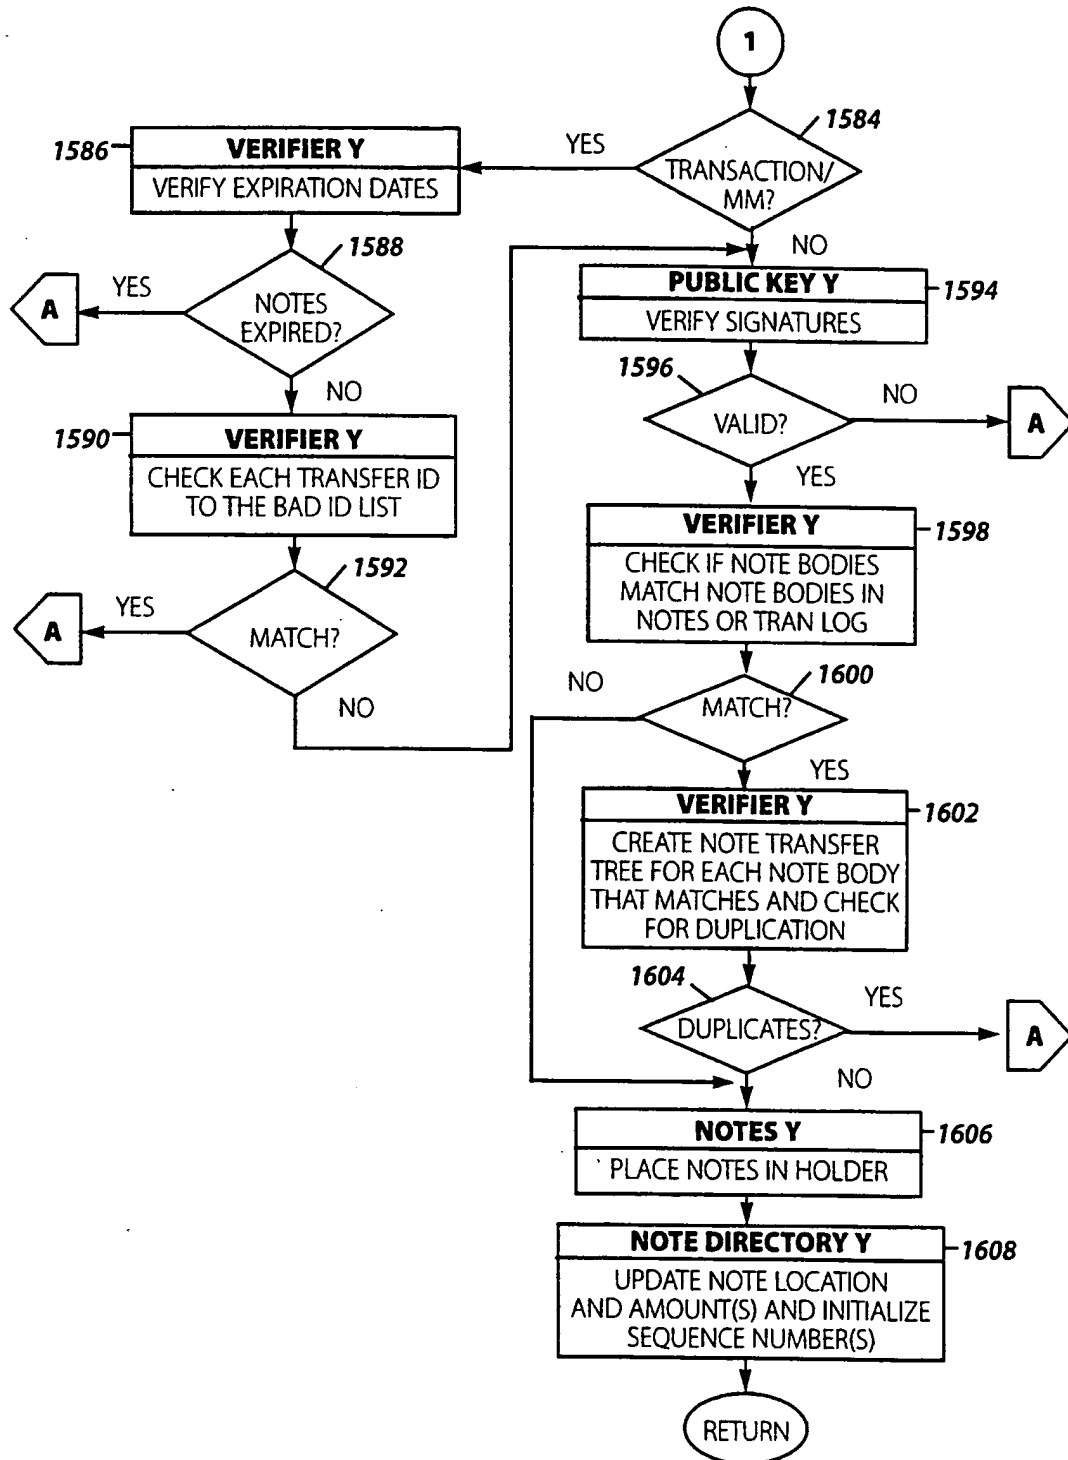 1
1584
TRANSACTION/
MM?
YES
NO
1586
VERIFIER Y
VERIFY EXPIRATION DATES
1588
NOTES
EXPIRED?
YES
A
NO
1590
VERIFIER Y
CHECK EACH TRANSFER ID
TO THE BAD ID LIST
1592
MATCH?
YES
A
NO
PUBLIC KEY Y
1594
VERIFY SIGNATURES
1596
VALID?
NO
A
YES
VERIFIER Y
1598
CHECK IF NOTE BODIES
MATCH NOTE BODIES IN
NOTES OR TRAN LOG
1600
MATCH?
NO
YES
VERIFIER Y
1602
CREATE NOTE TRANSFER
TREE FOR EACH NOTE BODY
THAT MATCHES AND CHECK
FOR DUPLICATION
1604
DUPLICATES?
YES
A
NO
NOTES Y
1606
PLACE NOTES IN HOLDER
NOTE DIRECTORY Y
1608
UPDATE NOTE LOCATION
AND AMOUNT(S) AND INITIALIZE
SEQUENCE NUMBER(S)
RETURN